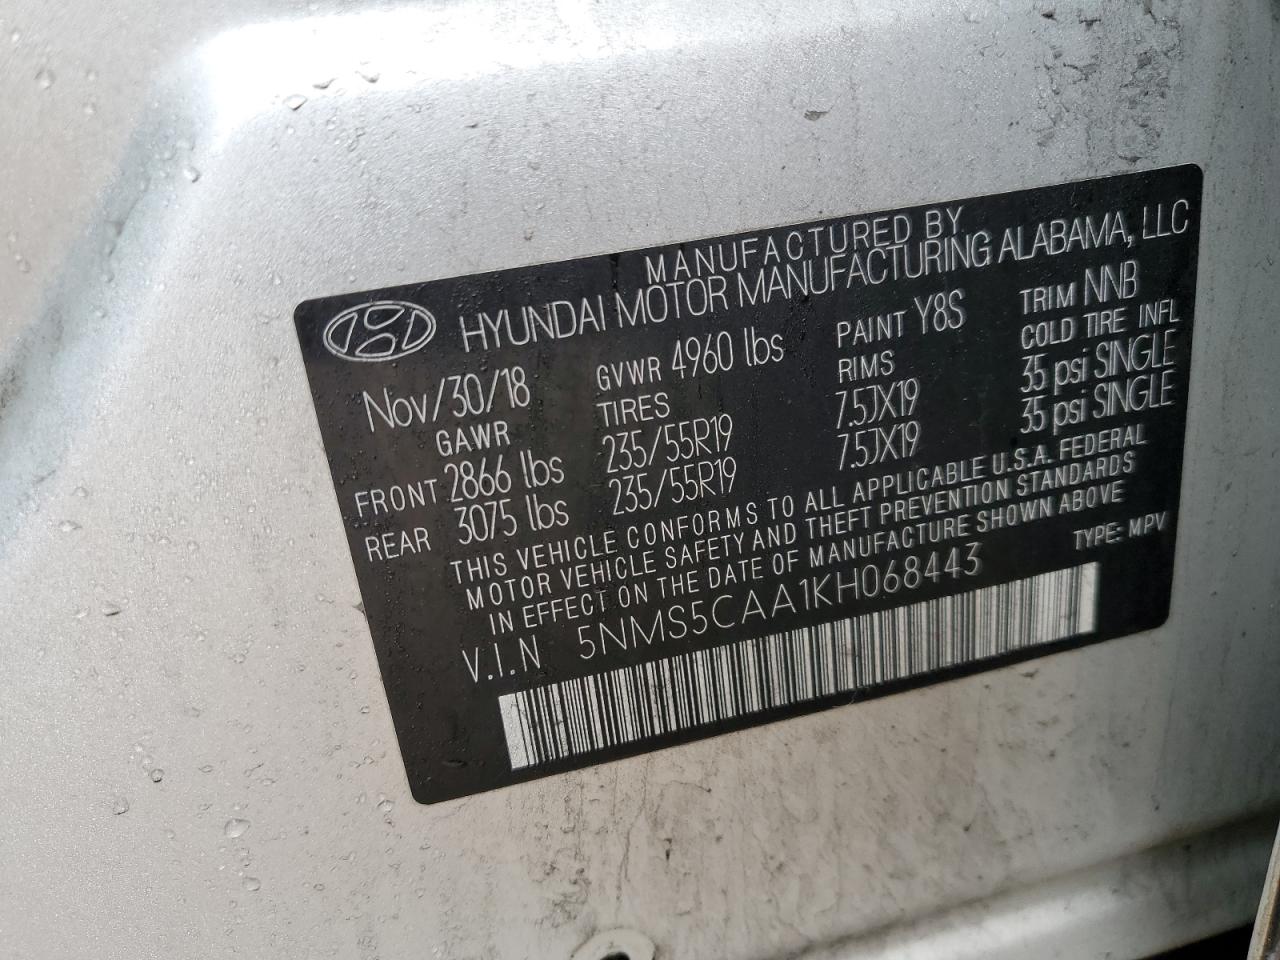 MANUFACTURED BY
HYUNDAI MOTOR MANUFACTURING ALABAMA, LLC
Nov/30/18 GVWR 4960 lbs PAINT Y8S TRIM NNB
GAWR TIRES RIMS COLD TIRE INFL
FRONT 2866 lbs 235/55R19 7.5JX19 35 psi SINGLE
REAR 3075 lbs 235/55R19 7.5JX19 35 psi SINGLE
THIS VEHICLE CONFORMS TO ALL APPLICABLE U.S.A. FEDERAL
MOTOR VEHICLE SAFETY AND THEFT PREVENTION STANDARDS
IN EFFECT ON THE DATE OF MANUFACTURE SHOWN ABOVE
V.I.N 5NMS5CAA1KH068443 TYPE: MPV